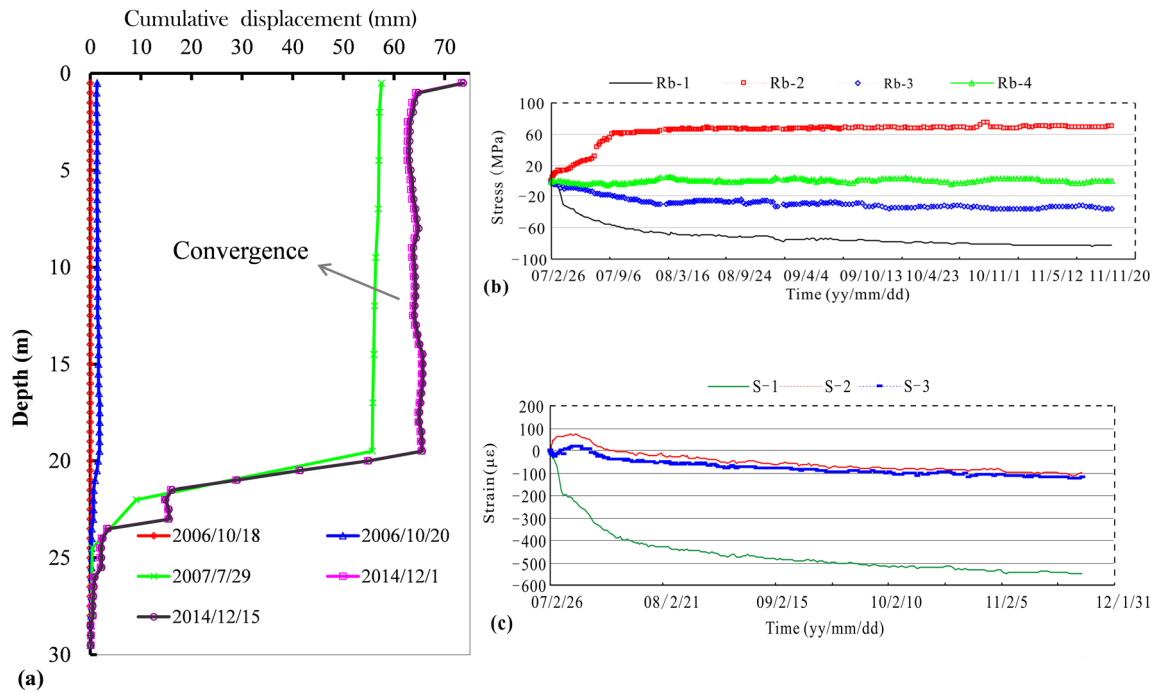 Cumulative displacement (mm)
0 10 20 30 40 50 60 70
0
5
10
15
20
25
30
Depth (m)
Convergence
2006/10/18 2006/10/20
2007/7/29 2014/12/1
2014/12/15
(a)
Rb-1 Rb-2 Rb-3 Rb-4
100
60
20
-20
-60
-100
Stress (MPa)
07/2/26 07/9/6 08/3/16 08/9/24 09/4/4 09/10/13 10/4/23 10/11/1 11/5/12 11/11/20
Time (yy/mm/dd)
(b)
S-1 S-2 S-3
200
100
0
-100
-200
-300
-400
-500
-600
Strain(με)
07/2/26 08/2/21 09/2/15 10/2/10 11/2/5 12/1/31
Time (yy/mm/dd)
(c)